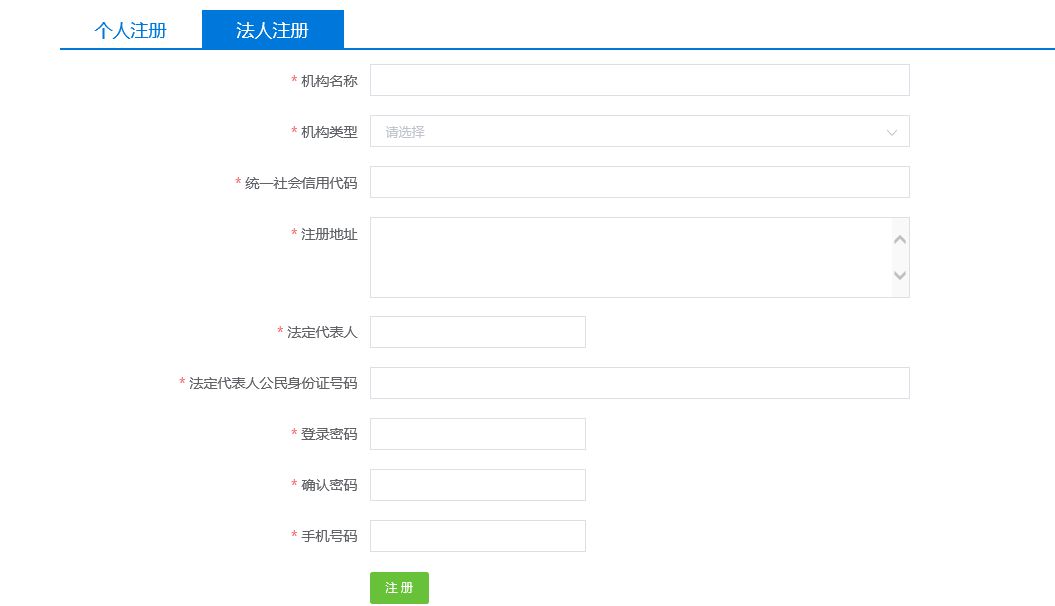 个人注册 法人注册
* 机构名称
* 机构类型 请选择
* 统一社会信用代码
* 注册地址
* 法定代表人
* 法定代表人公民身份证号码
* 登录密码
* 确认密码
* 手机号码
注册